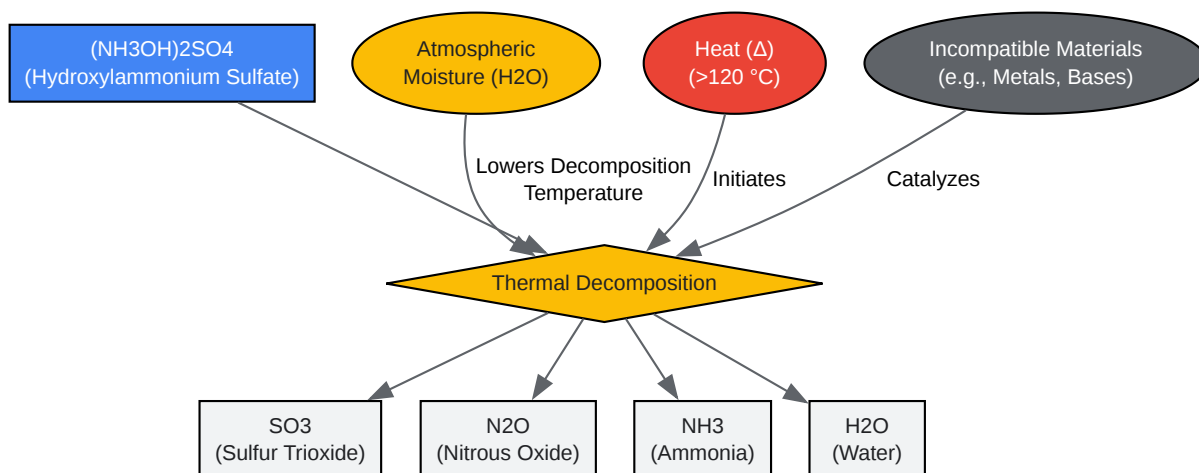 (NH3OH)2SO4
(Hydroxylammonium Sulfate)
Atmospheric
Moisture (H2O)
Heat (Δ)
(>120 °C)
Incompatible Materials
(e.g., Metals, Bases)
Lowers Decomposition
Temperature
Initiates
Catalyzes
Thermal Decomposition
SO3
(Sulfur Trioxide)
N2O
(Nitrous Oxide)
NH3
(Ammonia)
H2O
(Water)